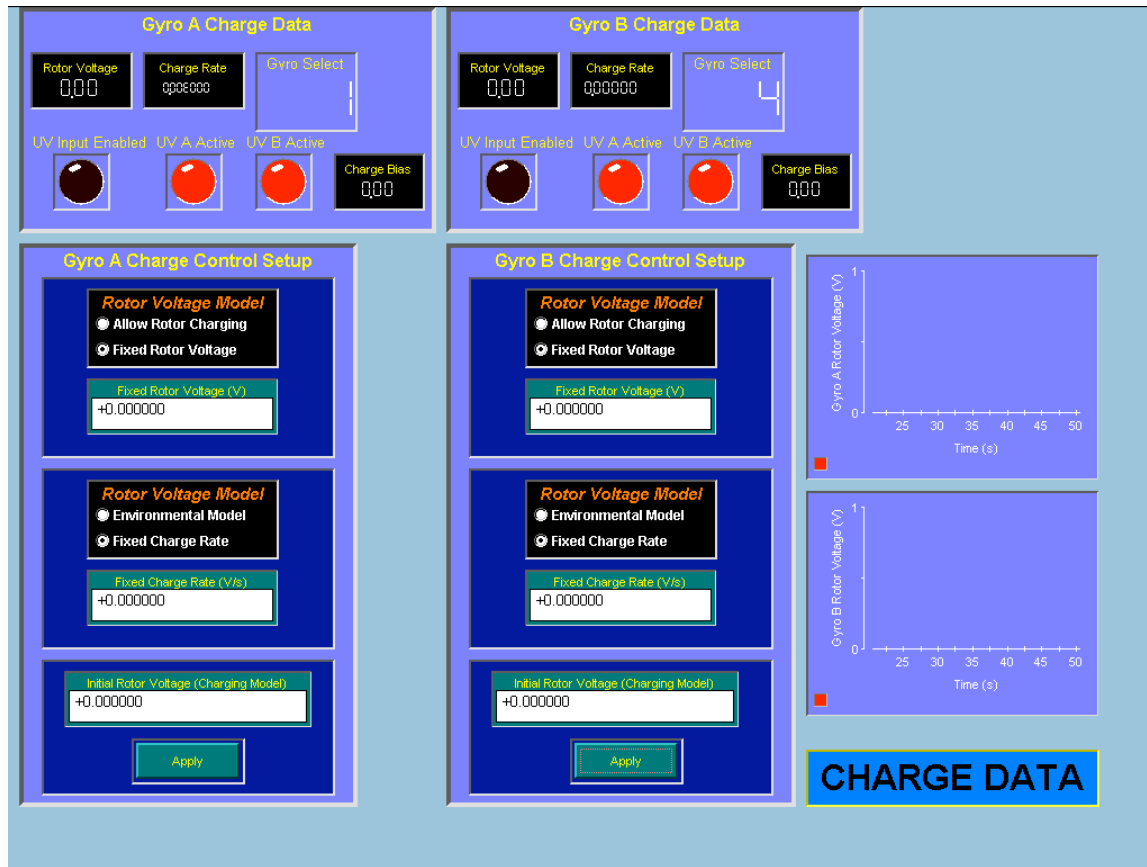 Gyro A Charge Data
Rotor Voltage
0.00
Charge Rate
0.00E000
Gyro Select
1
UV Input Enabled UV A Active UV B Active
Charge Bias
0.00
Gyro B Charge Data
Rotor Voltage
0.00
Charge Rate
0.00000
Gyro Select
4
UV Input Enabled UV A Active UV B Active
Charge Bias
0.00
Gyro A Charge Control Setup
Rotor Voltage Model
Allow Rotor Charging
Fixed Rotor Voltage
Fixed Rotor Voltage (V)
+0.000000
Rotor Voltage Model
Environmental Model
Fixed Charge Rate
Fixed Charge Rate (V/s)
+0.000000
Initial Rotor Voltage (Charging Model)
+0.000000
Apply
Gyro B Charge Control Setup
Rotor Voltage Model
Allow Rotor Charging
Fixed Rotor Voltage
Fixed Rotor Voltage (V)
+0.000000
Rotor Voltage Model
Environmental Model
Fixed Charge Rate
Fixed Charge Rate (V/s)
+0.000000
Initial Rotor Voltage (Charging Model)
+0.000000
Apply
Gyro A Rotor Voltage (V)
1
0
25 30 35 40 45 50
Time (s)
Gyro B Rotor Voltage (V)
1
0
25 30 35 40 45 50
Time (s)
CHARGE DATA